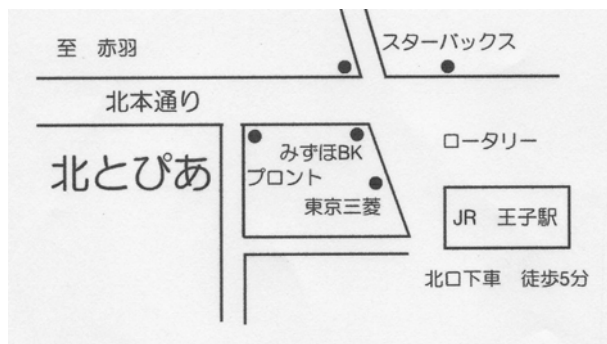 至 赤羽
スターバックス
北本通り
ロータリー
みずほBK
北とぴあ
プロント
東京三菱
JR 王子駅
北口下車 徒歩5分